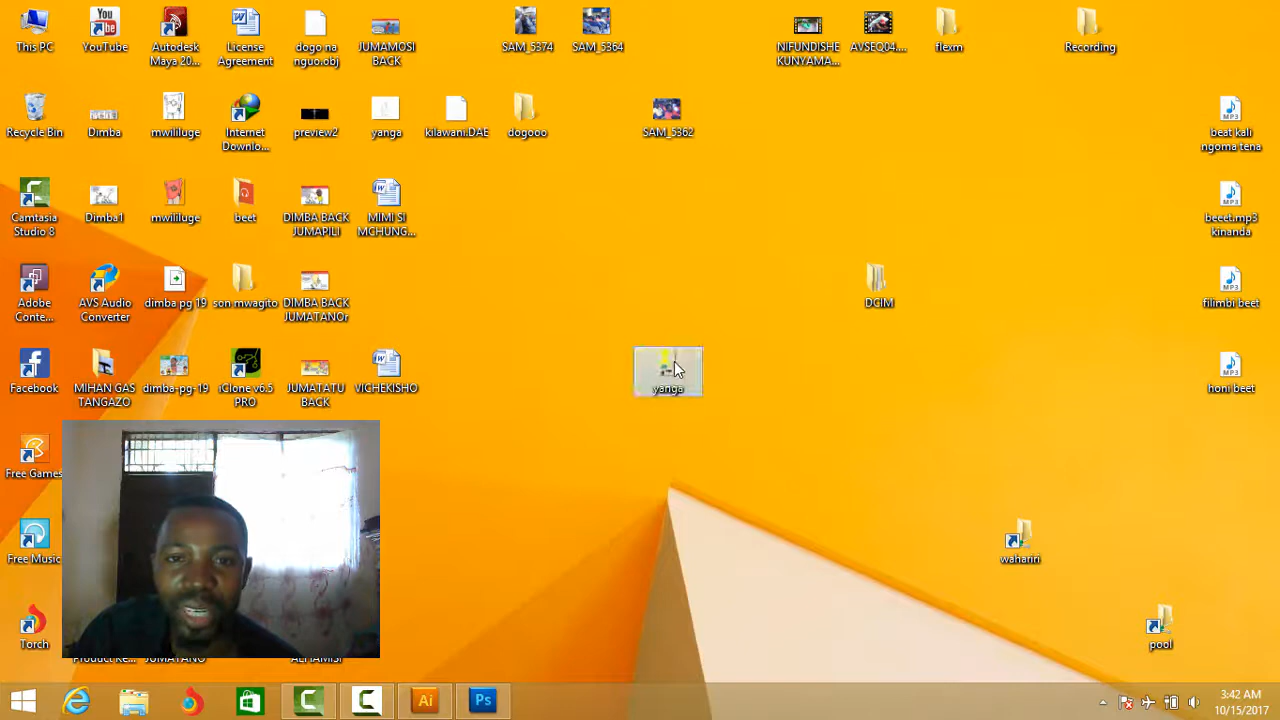 This PC
YouTube
Autodesk
Maya 20...
License
Agreement
dogo na
nguo.obj
JUMAMOSI
BACK
SAM_5374
SAM_5364
NIFUNDISHE
KUNYAMA...
AVSEQ04....
flexm
Recording
Recycle Bin
Dimba
mwililuge
Internet
Downlo...
preview2
yanga
kilawani.DAE
dogooo
SAM_5362
beat kali
ngoma tena
Camtasia
Studio 8
Dimba1
mwililuge
beet
DIMBA BACK
JUMAPILI
MIMI SI
MCHUNG...
beeet.mp3
kinanda
Adobe
Conte...
AVS Audio
Converter
dimba pg 19
son mwagito
DIMBA BACK
JUMATANOr
DCIM
filimbi beet
Facebook
MIHAN GAS
TANGAZO
dimba-pg-19
iClone v6.5
PRO
JUMATATU
BACK
VICHEKISHO
yanga
honi beet
Free Games
Free Music
wahariri
Torch
pool
Ai
Ps
3:42 AM
10/15/2017